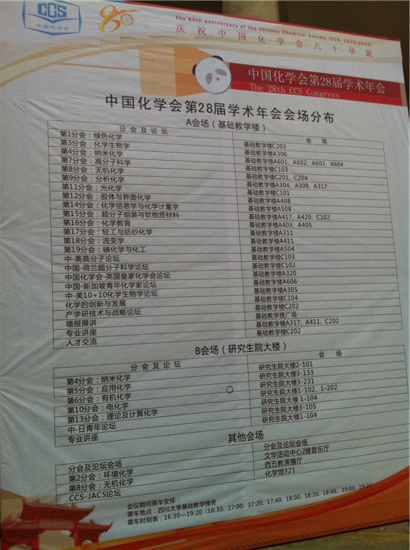 CCS
中国化学会
80
The 80th anniversary of the Chinese Chemical Society (CCS, 1932-2012)
庆祝中国化学会八十华诞
中国化学会第28届学术年会
The 28th CCS Congress
中国化学会第28届学术年会会场分布
A会场（基础教学楼）
分会及论坛 会场
第1分会：绿色化学 基础教学楼C203
第3分会：化学生物学 基础教学楼A306
第4分会：纳米化学 基础教学楼A601, A602, A603, A604
第7分会：高分子科学 基础教学楼C103
第8分会：无机化学 基础教学楼C201, C204
第9分会：分析化学 基础教学楼A304, A308, A317
第11分会：光化学 基础教学楼C101
第12分会：胶体与界面化学 基础教学楼A408
第14分会：化学信息学与化学计量学 基础教学楼A508
第15分会：超分子组装与软物质材料 基础教学楼A417, A420, C102
第16分会：化学教育 基础教学楼A403, A405
第17分会：轻工与纺纱化学 基础教学楼A311
第18分会：流变学 基础教学楼A411
第19分会：磷化学与化工 基础教学楼A504
中-美高分子论坛 基础教学楼C103
中国-荷兰超分子科学论坛 基础教学楼C102
中国化学会-英国皇家化学会论坛 基础教学楼A320
中国-新加坡青年化学家论坛 基础教学楼A606
中-美10+10化学生物学论坛 基础教学楼A305
化学的创新与发展 基础教学楼C104
产学研技术与战略论坛 基础教学楼C202
墙报展讲 基础教学楼广场
专业讲座 基础教学楼A317, A411, C202
人才交流 基础教学楼C202
B会场（研究生院大楼）
分会及论坛 会场
第4分会：纳米化学 研究生院大楼2-101
第5分会：应用化学 研究生院大楼3-133
第6分会：有机化学 研究生院大楼3-231
第10分会：电化学 研究生院大楼1-102, 1-202
第13分会：理论及计算化学 研究生院大楼 1-104
中-日青年论坛 研究生院大楼3-105
专业讲座 研究生院大楼 1-104
其他会场
分会及论坛会场 分会及论坛会场
第2分会：环境化学 文学活动中心2楼音乐厅
第8分会：无机化学 西五教演播厅
CCS-JACS论坛 化学馆321
会议期间乘车安排
乘车地点：四川大学基础教学楼旁
乘车时刻表：16:30—19:20